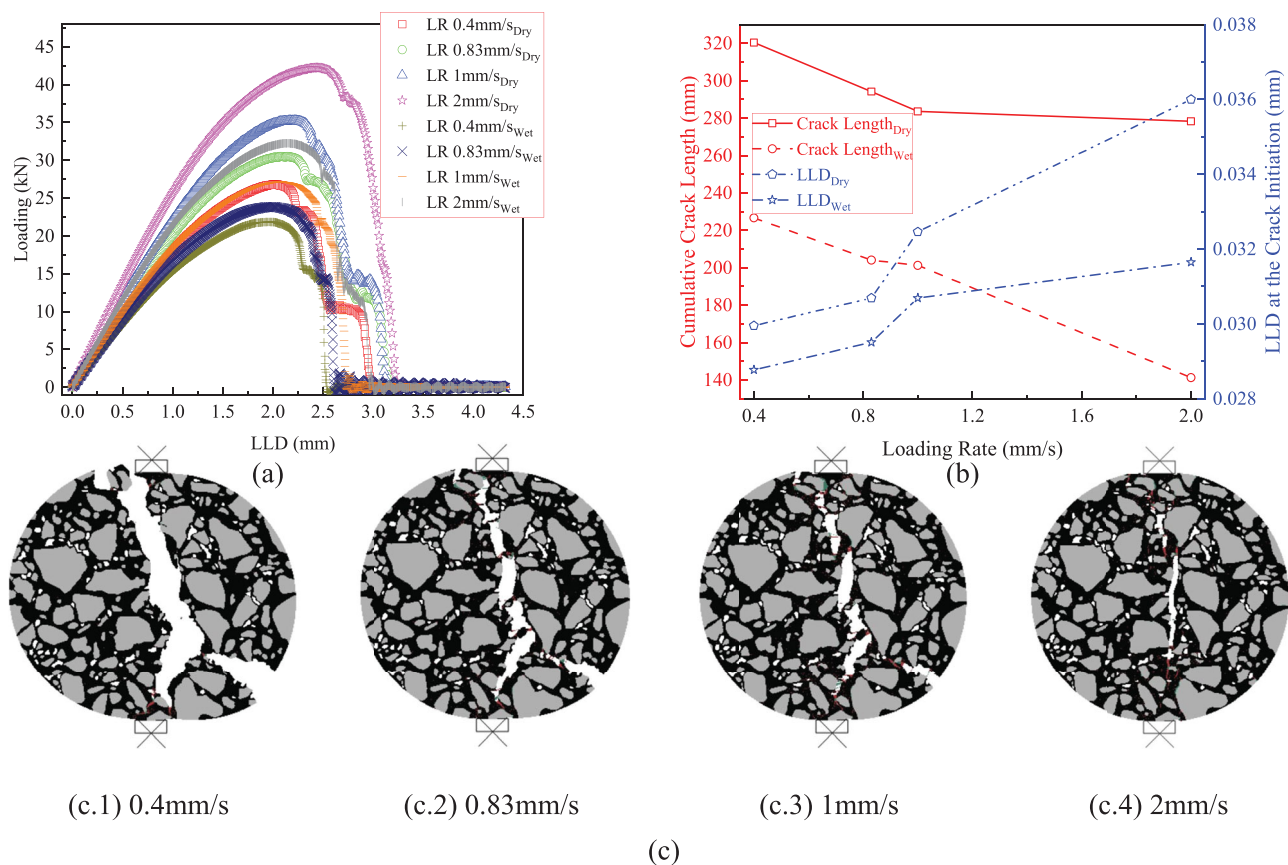 45
40
35
30
25
20
15
10
5
0
Loading (kN)
0.0 0.5 1.0 1.5 2.0 2.5 3.0 3.5 4.0 4.5
LLD (mm)
LR 0.4mm/sDry
LR 0.83mm/sDry
LR 1mm/sDry
LR 2mm/sDry
LR 0.4mm/sWet
LR 0.83mm/sWet
LR 1mm/sWet
LR 2mm/sWet
(a)
320
300
280
260
240
220
200
180
160
140
Cumulative Crack Length (mm)
Crack LengthDry
Crack LengthWet
LLDDry
LLDWet
0.038
0.036
0.034
0.032
0.030
0.028
LLD at the Crack Initiation (mm)
0.4 0.8 1.2 1.6 2.0
Loading Rate (mm/s)
(b)
(c.1) 0.4mm/s
(c.2) 0.83mm/s
(c.3) 1mm/s
(c.4) 2mm/s
(c)